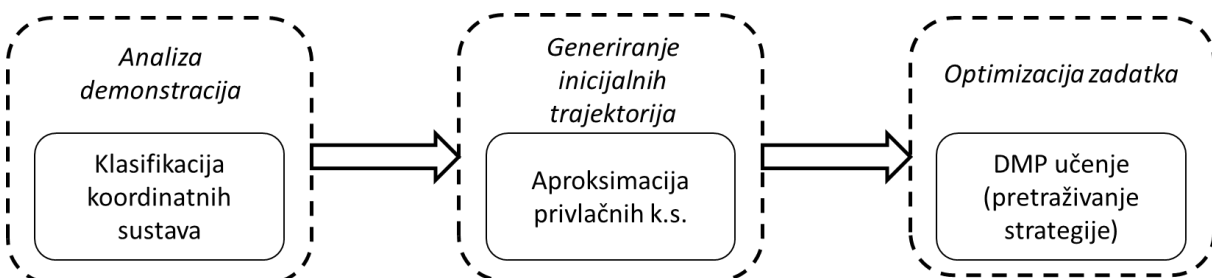 Analiza
demonstracija
Klasifikacija
koordinatnih
sustava
Generiranje
inicijalnih
trajektorija
Aproksimacija
privlačnih k.s.
Optimizacija zadatka
DMP učenje
(pretraživanje
strategije)